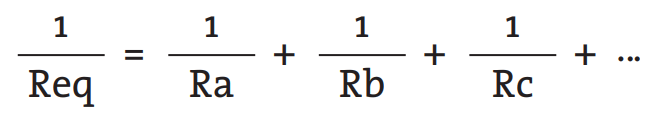 1/Req = 1/Ra + 1/Rb + 1/Rc + ...